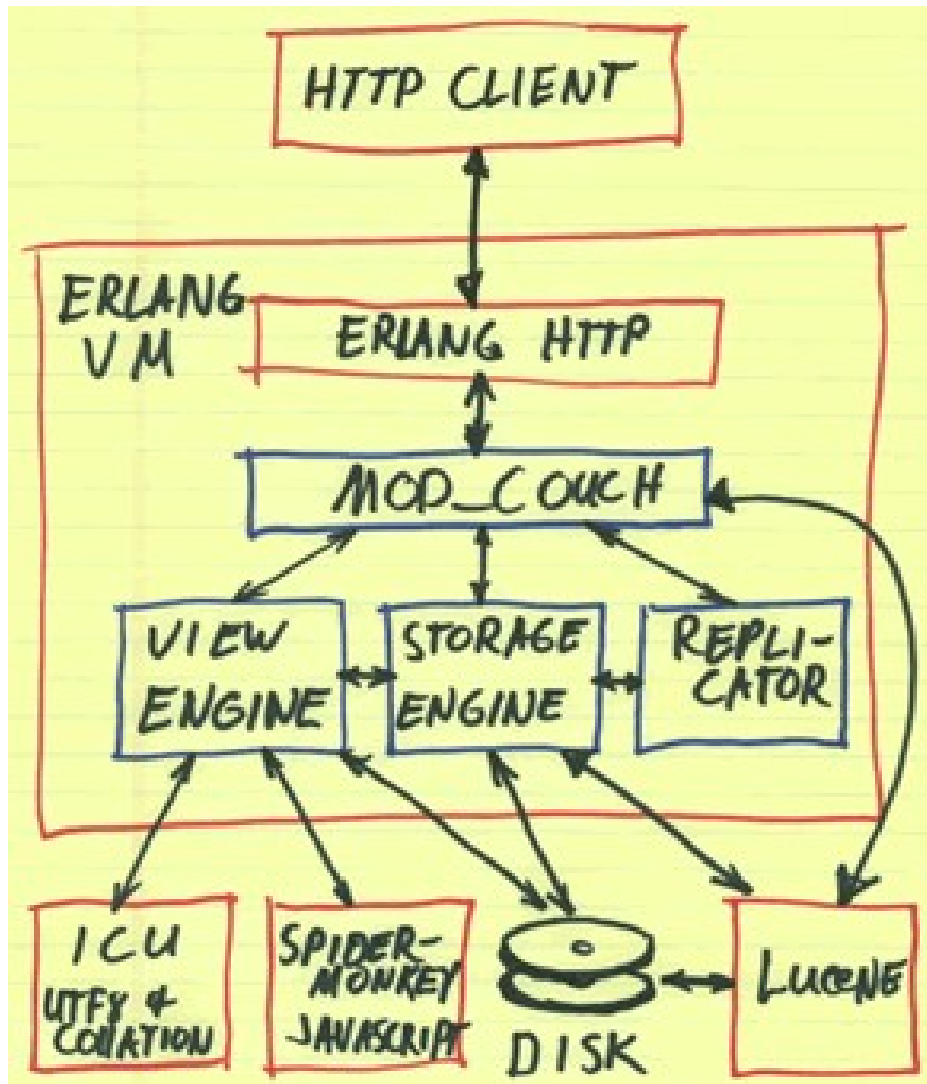 HTTP CLIENT
ERLANG
VM
ERLANG HTTP
MOD_COUCH
VIEW
ENGINE
STORAGE
ENGINE
REPLI-
CATOR
ICU
UTF8 &
COLLATION
SPIDER-
MONKEY
JAVASCRIPT
DISK
LUCENE